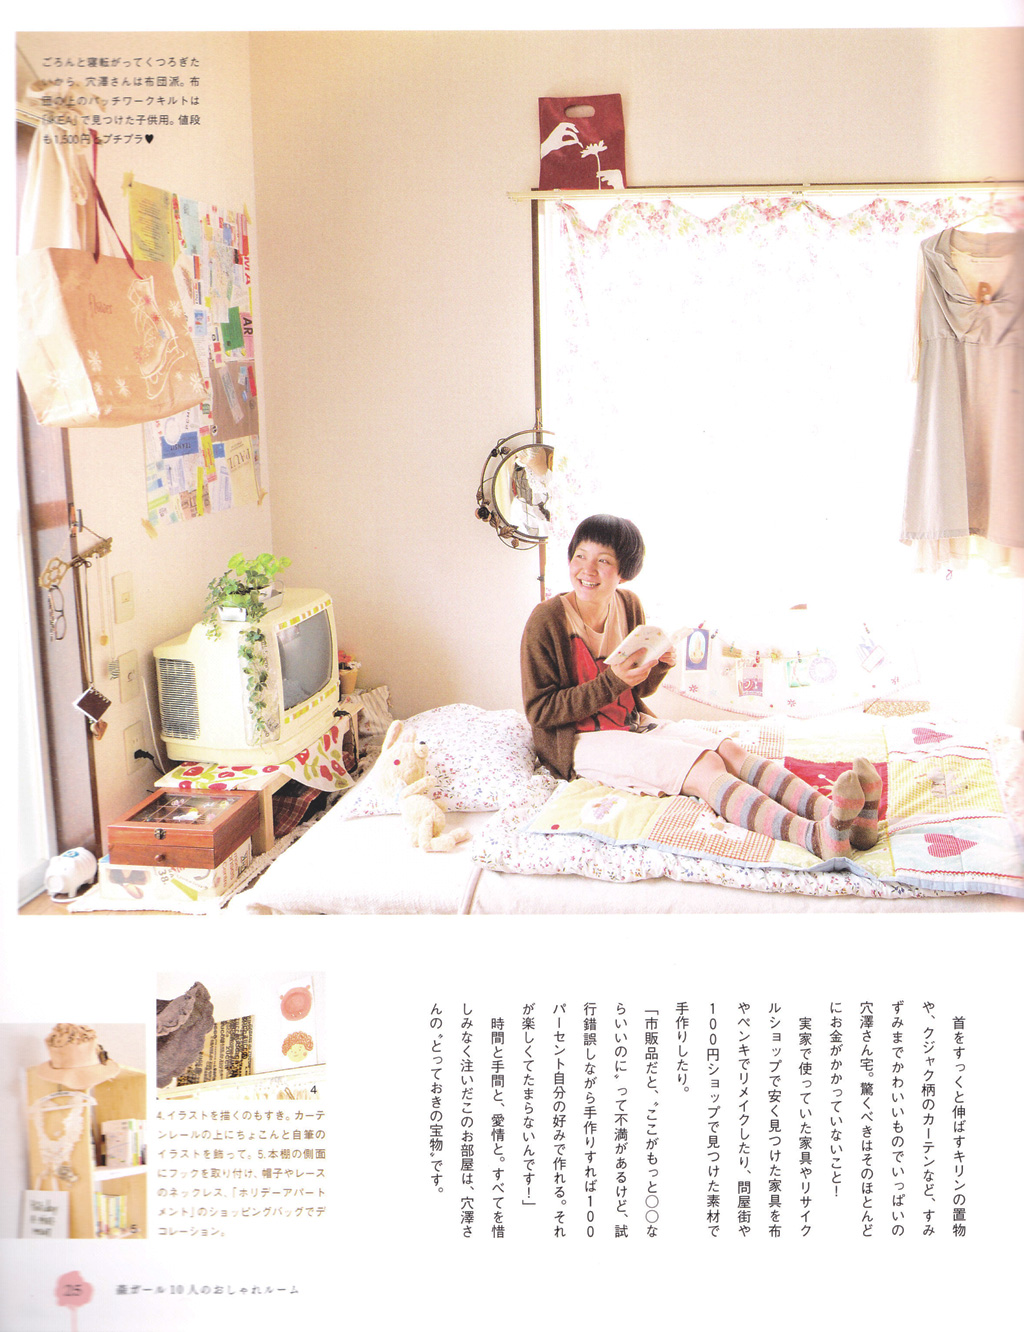 ごろんと寝転がってくつろぎた
いから、穴澤さんは布団派。布
団の上のパッチワークキルトは
「IKEA」で見つけた子供用。値段
も1,500円とプチプラ♥
首をすっくと伸ばすキリンの置物
や、クジャク柄のカーテンなど、すみ
ずみまでかわいいものでいっぱいの
穴澤さん宅。驚くべきはそのほとんど
にお金がかかっていないこと!
実家で使っていた家具やリサイク
ルショップで安く見つけた家具を布
やペンキでリメイクしたり、問屋街や
100円ショップで見つけた素材で
手作りしたり。
「市販品だと、〝ここがもっと○○な
らいいのに〟って不満があるけど、試
行錯誤しながら手作りすれば100
パーセント自分の好みで作れる。それ
が楽しくてたまらないんです!」
時間と手間と、愛情と。すべてを惜
しみなく注いだこのお部屋は、穴澤さ
んの〝とっておきの宝物〟です。
4
5
4.イラストを描くのもすき。カーテ
ンレールの上にちょこんと自筆の
イラストを飾って。5.本棚の側面
にフックを取り付け、帽子やレース
のネックレス、「ホリデーアパート
メント」のショッピングバッグでデ
コレーション。
25
森ガール10人のおしゃれルーム